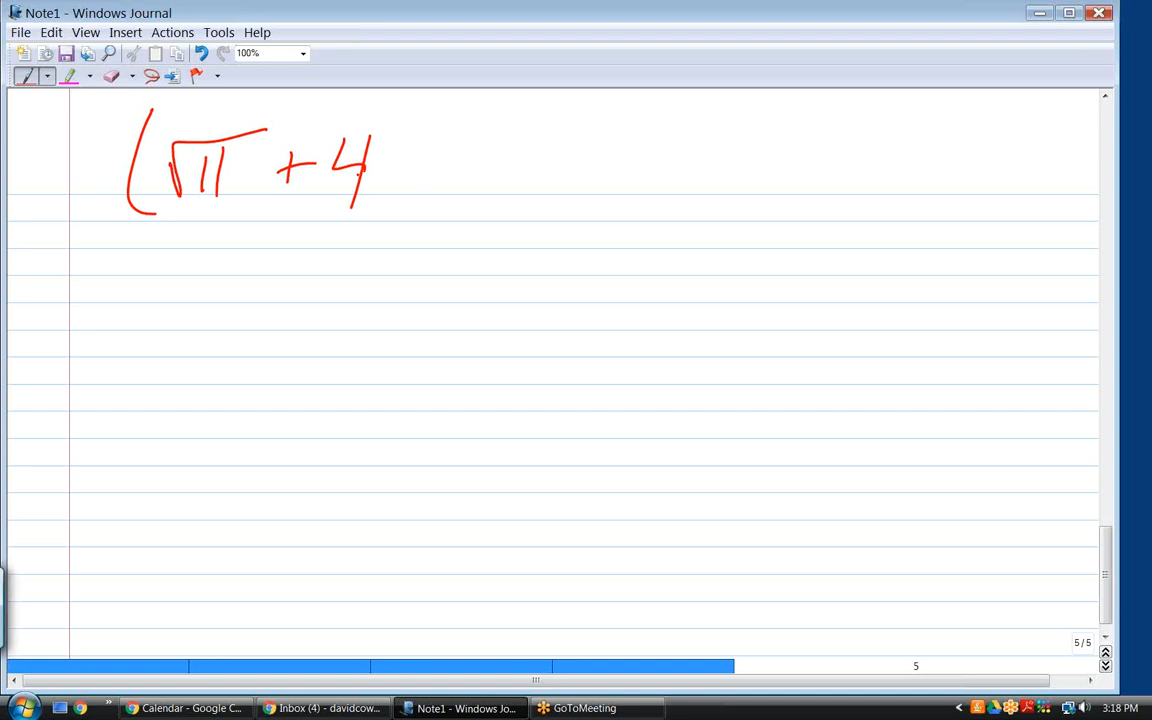 Note1 - Windows Journal
File Edit View Insert Actions Tools Help
100%
(√11 + 4
5/5
5
Calendar - Google C...
Inbox (4) - davidcow...
Note1 - Windows Jo...
GoToMeeting
3:18 PM